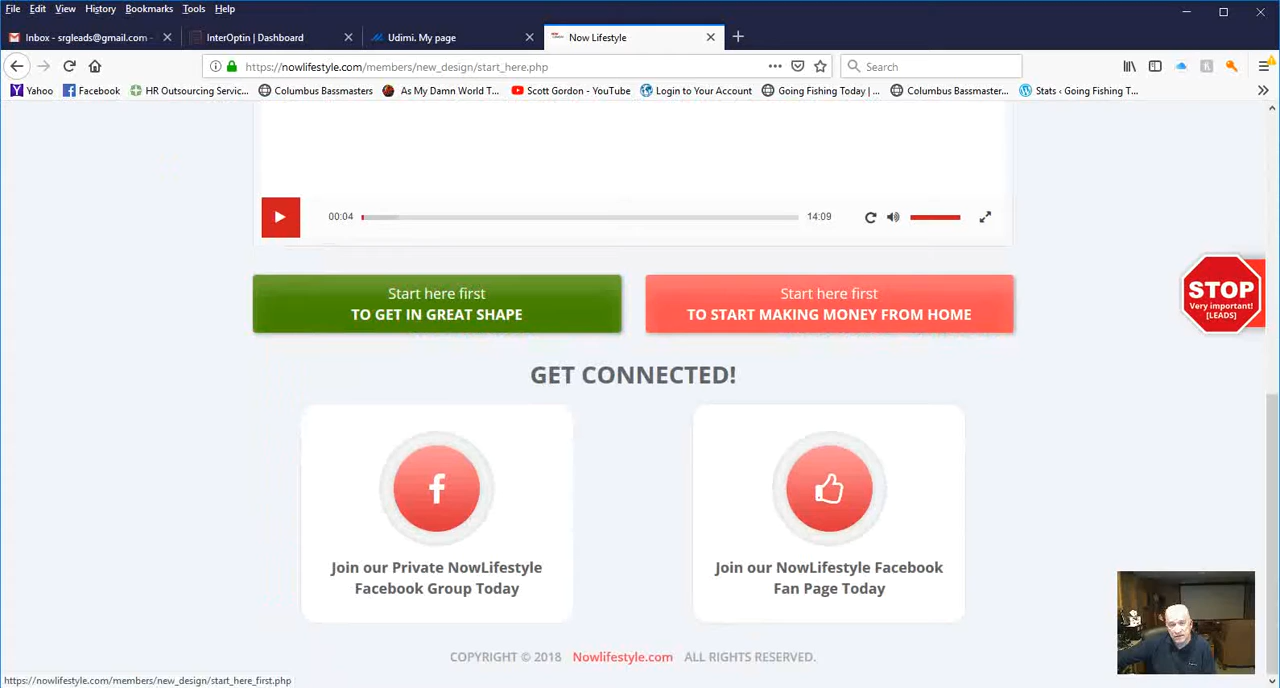 File Edit View History Bookmarks Tools Help
Inbox - srgleads@gmail.com -
InterOptin | Dashboard
Udimi. My page
Now Lifestyle
https://nowlifestyle.com/members/new_design/start_here.php
Search
Yahoo
Facebook
HR Outsourcing Servic...
Columbus Bassmasters
As My Damn World T...
Scott Gordon - YouTube
Login to Your Account
Going Fishing Today | ...
Columbus Bassmaster...
Stats ‹ Going Fishing T...
00:04
14:09
Start here first
TO GET IN GREAT SHAPE
Start here first
TO START MAKING MONEY FROM HOME
STOP
Very important!
[LEADS]
GET CONNECTED!
Join our Private NowLifestyle
Facebook Group Today
Join our NowLifestyle Facebook
Fan Page Today
COPYRIGHT © 2018 Nowlifestyle.com ALL RIGHTS RESERVED.
https://nowlifestyle.com/members/new_design/start_here_first.php